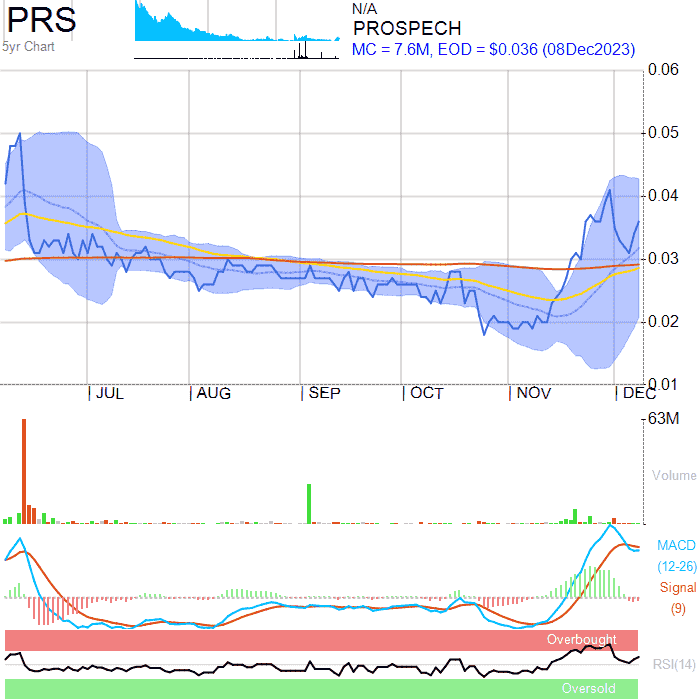 PRS
5yr Chart
N/A
PROSPECH
MC = 7.6M, EOD = $0.036 (08Dec2023)
0.06
0.05
0.04
0.03
0.02
0.01
JUL AUG SEP OCT NOV DEC
63M
Volume
MACD
(12-26)
Signal
(9)
Overbought
RSI(14)
Oversold